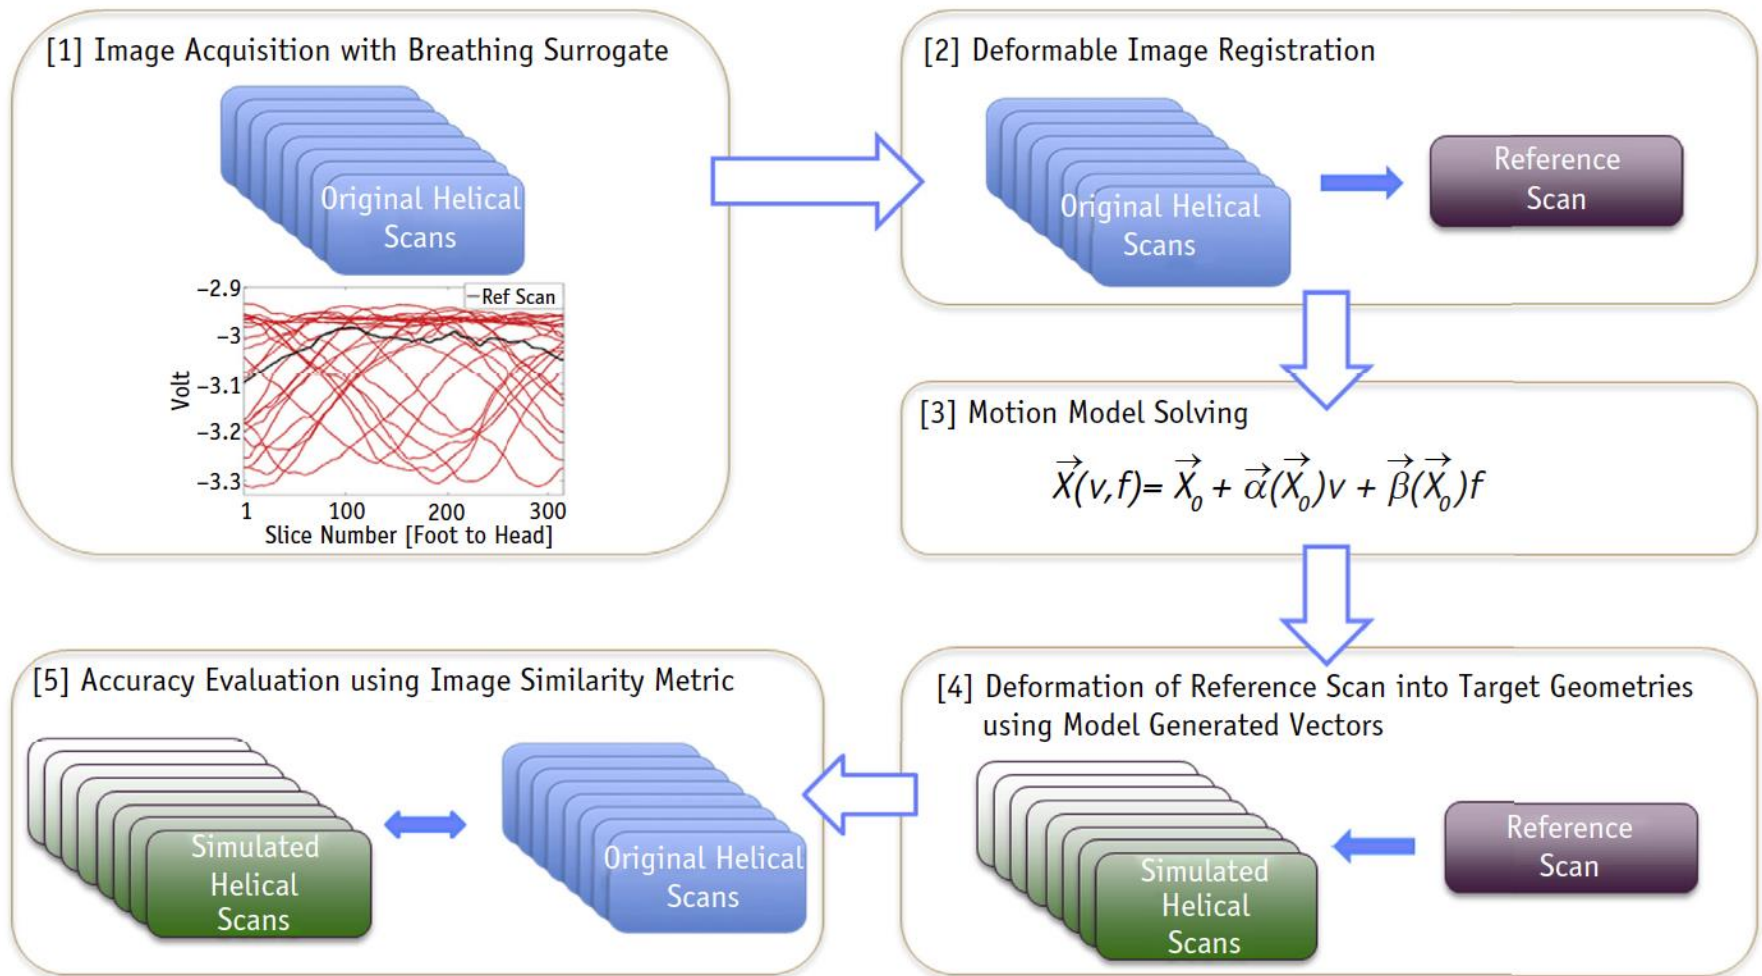 [1] Image Acquisition with Breathing Surrogate
Original Helical
Scans
−2.9
−3
−3.1
−3.2
−3.3
Volt
Ref Scan
1 100 200 300
Slice Number [Foot to Head]
[2] Deformable Image Registration
Original Helical
Scans
Reference
Scan
[3] Motion Model Solving
X⃗(v,f)= X⃗₀ + α⃗(X⃗₀)v + β⃗(X⃗₀)f
[4] Deformation of Reference Scan into Target Geometries
using Model Generated Vectors
Simulated
Helical
Scans
Reference
Scan
[5] Accuracy Evaluation using Image Similarity Metric
Simulated
Helical
Scans
Original Helical
Scans